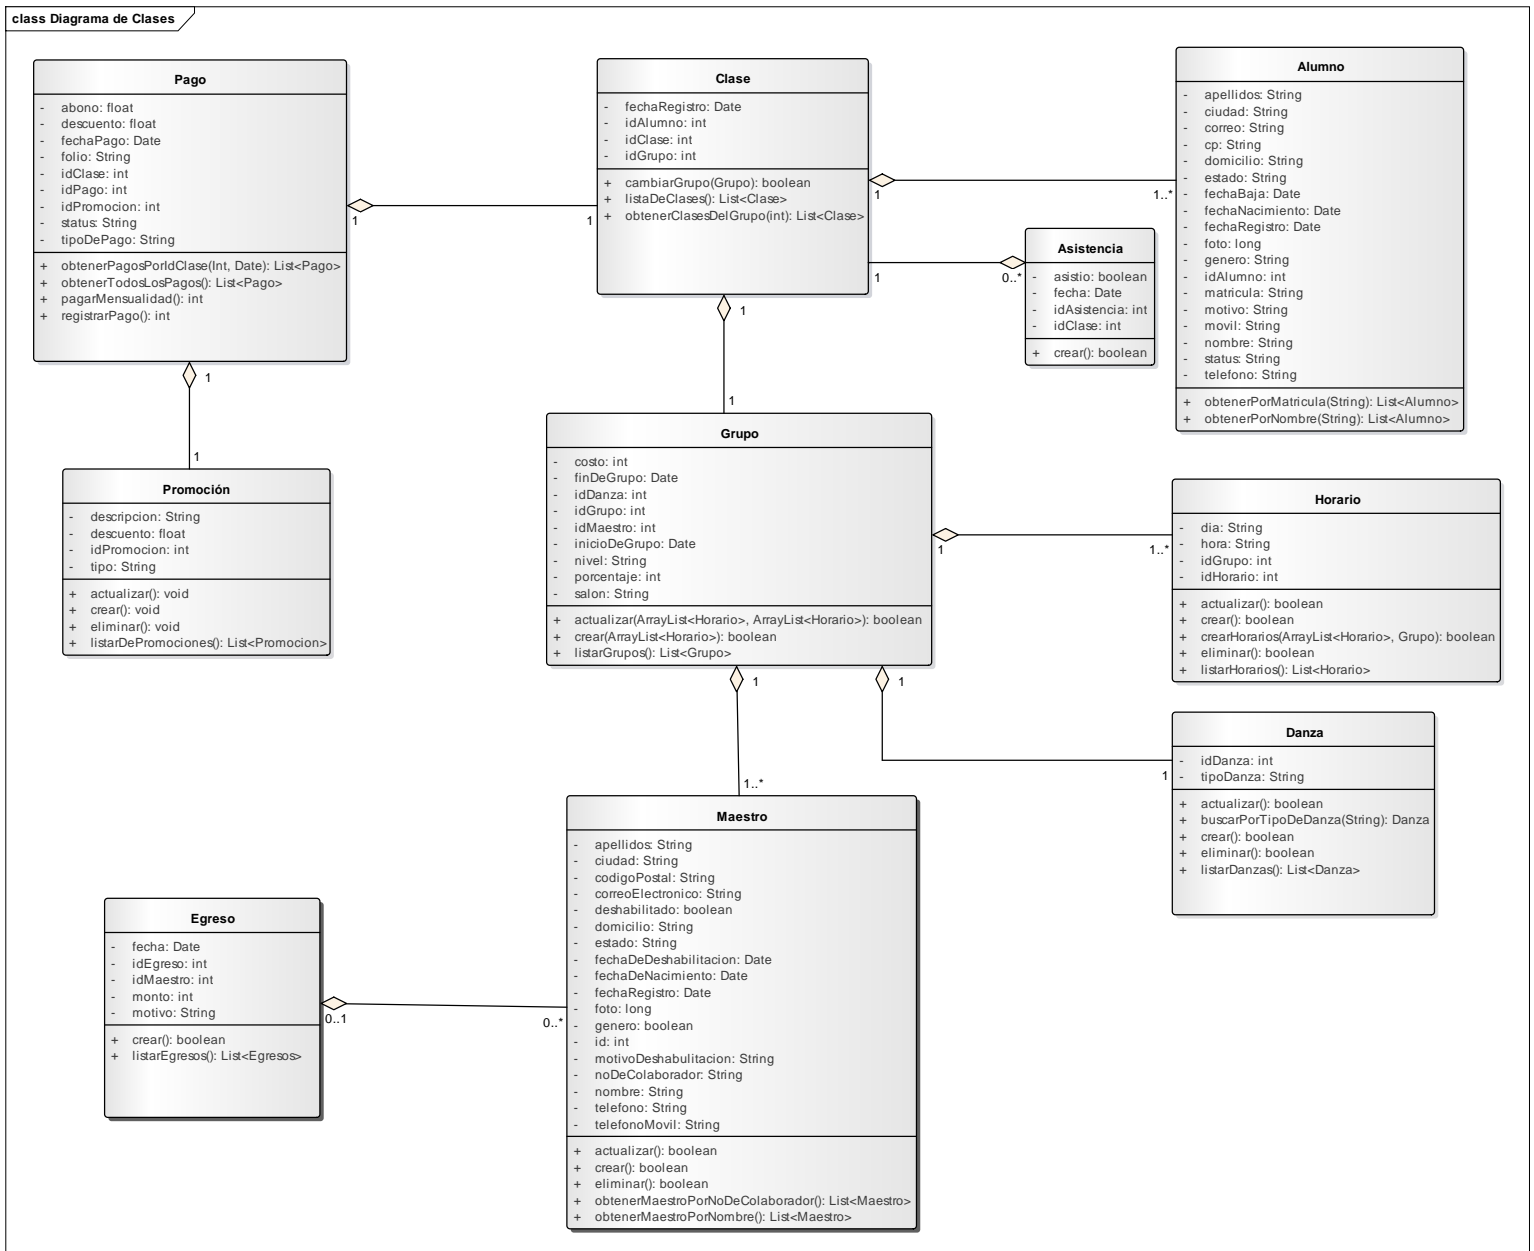 class Diagrama de Clases
Pago
- abono: float
- descuento: float
- fechaPago: Date
- folio: String
- idClase: int
- idPago: int
- idPromocion: int
- status: String
- tipoDePago: String
+ obtenerPagosPorIdClase(Int, Date): List<Pago>
+ obtenerTodosLosPagos(): List<Pago>
+ pagarMensualidad(): int
+ registrarPago(): int
1
1
Clase
- fechaRegistro: Date
- idAlumno: int
- idClase: int
- idGrupo: int
+ cambiarGrupo(Grupo): boolean
+ listaDeClases(): List<Clase>
+ obtenerClasesDelGrupo(int): List<Clase>
1
1..*
Alumno
- apellidos: String
- ciudad: String
- correo: String
- cp: String
- domicilio: String
- estado: String
- fechaBaja: Date
- fechaNacimiento: Date
- fechaRegistro: Date
- foto: long
- genero: String
- idAlumno: int
- matricula: String
- motivo: String
- movil: String
- nombre: String
- status: String
- telefono: String
+ obtenerPorMatricula(String): List<Alumno>
+ obtenerPorNombre(String): List<Alumno>
1
0..*
Asistencia
- asistio: boolean
- fecha: Date
- idAsistencia: int
- idClase: int
+ crear(): boolean
1
1
1
1
Promoción
- descripcion: String
- descuento: float
- idPromocion: int
- tipo: String
+ actualizar(): void
+ crear(): void
+ eliminar(): void
+ listarDePromociones(): List<Promocion>
Grupo
- costo: int
- finDeGrupo: Date
- idDanza: int
- idGrupo: int
- idMaestro: int
- inicioDeGrupo: Date
- nivel: String
- porcentaje: int
- salon: String
+ actualizar(ArrayList<Horario>, ArrayList<Horario>): boolean
+ crear(ArrayList<Horario>): boolean
+ listarGrupos(): List<Grupo>
1
1..*
Horario
- dia: String
- hora: String
- idGrupo: int
- idHorario: int
+ actualizar(): boolean
+ crear(): boolean
+ crearHorarios(ArrayList<Horario>, Grupo): boolean
+ eliminar(): boolean
+ listarHorarios(): List<Horario>
1
1
1..*
1
Danza
- idDanza: int
- tipoDanza: String
+ actualizar(): boolean
+ buscarPorTipoDeDanza(String): Danza
+ crear(): boolean
+ eliminar(): boolean
+ listarDanzas(): List<Danza>
Maestro
- apellidos: String
- ciudad: String
- codigoPostal: String
- correoElectronico: String
- deshabilitado: boolean
- domicilio: String
- estado: String
- fechaDeDeshabilitacion: Date
- fechaDeNacimiento: Date
- fechaRegistro: Date
- foto: long
- genero: boolean
- id: int
- motivoDeshabulitacion: String
- noDeColaborador: String
- nombre: String
- telefono: String
- telefonoMovil: String
+ actualizar(): boolean
+ crear(): boolean
+ eliminar(): boolean
+ obtenerMaestroPorNoDeColaborador(): List<Maestro>
+ obtenerMaestroPorNombre(): List<Maestro>
Egreso
- fecha: Date
- idEgreso: int
- idMaestro: int
- monto: int
- motivo: String
+ crear(): boolean
+ listarEgresos(): List<Egresos>
0..1
0..*